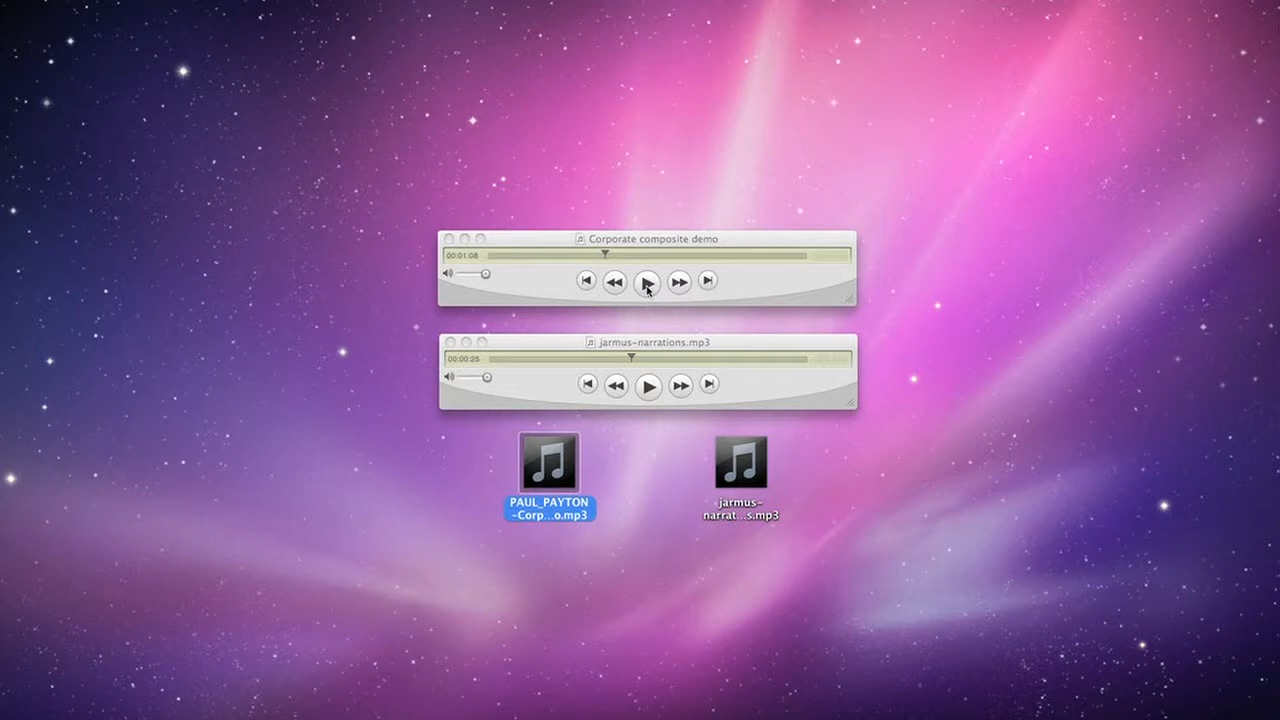 Corporate composite demo
00:01:08
jarmus-narrations.mp3
00:00:25
PAUL_PAYTON
-Corp...o.mp3
jarmus-
narrat...s.mp3